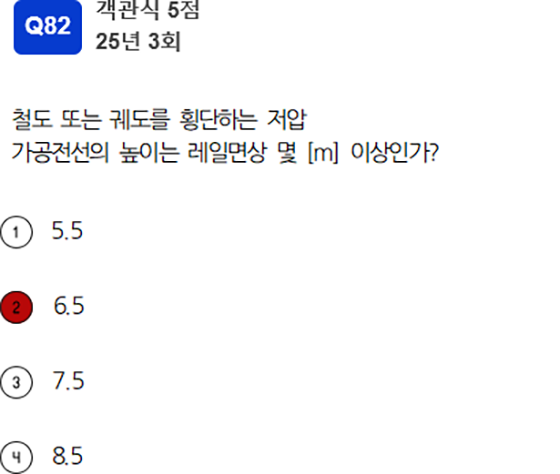 Q82
객관식 5점
25년 3회
철도 또는 궤도를 횡단하는 저압
가공전선의 높이는 레일면상 몇 [m] 이상인가?
1 5.5
2 6.5
3 7.5
4 8.5